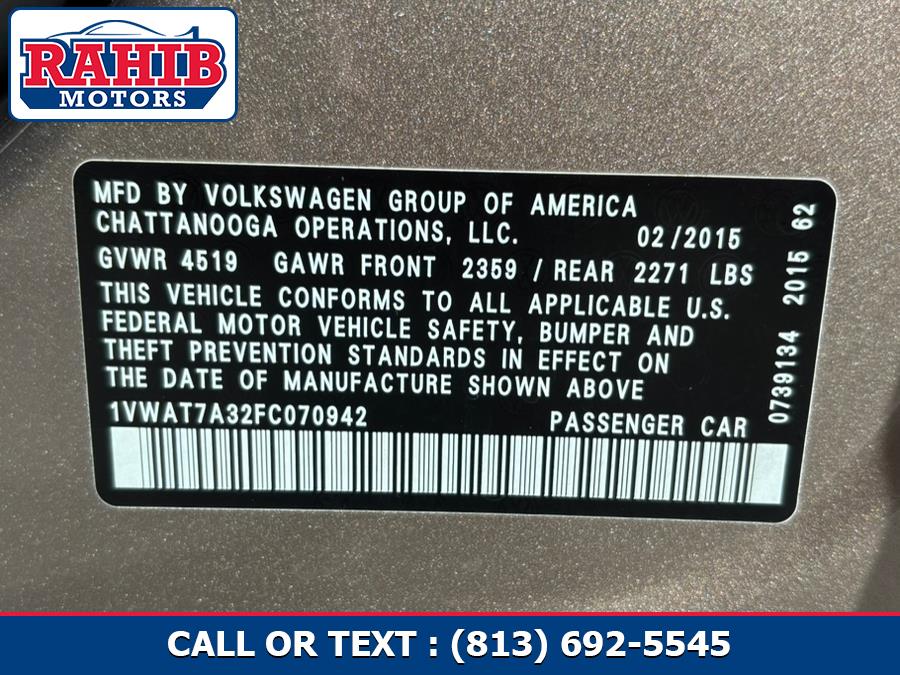 RAHIB
MOTORS
MFD BY VOLKSWAGEN GROUP OF AMERICA
CHATTANOOGA OPERATIONS, LLC. 02/2015
GVWR 4519 GAWR FRONT 2359 / REAR 2271 LBS
THIS VEHICLE CONFORMS TO ALL APPLICABLE U.S.
FEDERAL MOTOR VEHICLE SAFETY, BUMPER AND
THEFT PREVENTION STANDARDS IN EFFECT ON
THE DATE OF MANUFACTURE SHOWN ABOVE
1VWAT7A32FC070942 PASSENGER CAR
0739134 2015 62
CALL OR TEXT : (813) 692-5545